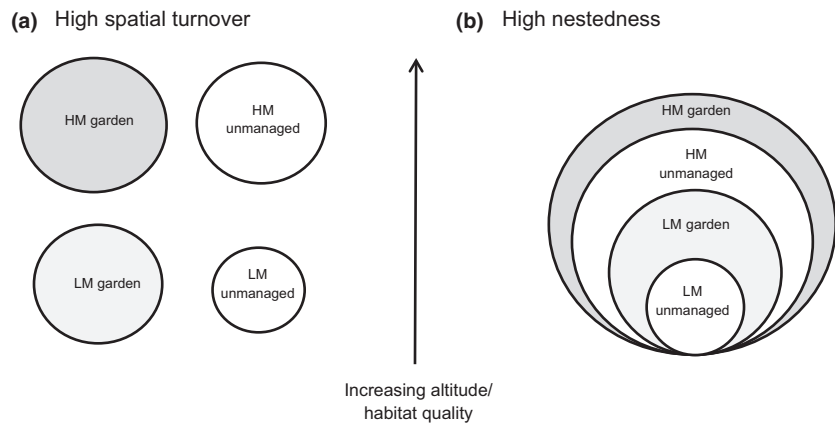 (a) High spatial turnover
HM garden
HM
unmanaged
LM garden
LM
unmanaged
Increasing altitude/
habitat quality
(b) High nestedness
HM garden
HM
unmanaged
LM garden
LM
unmanaged